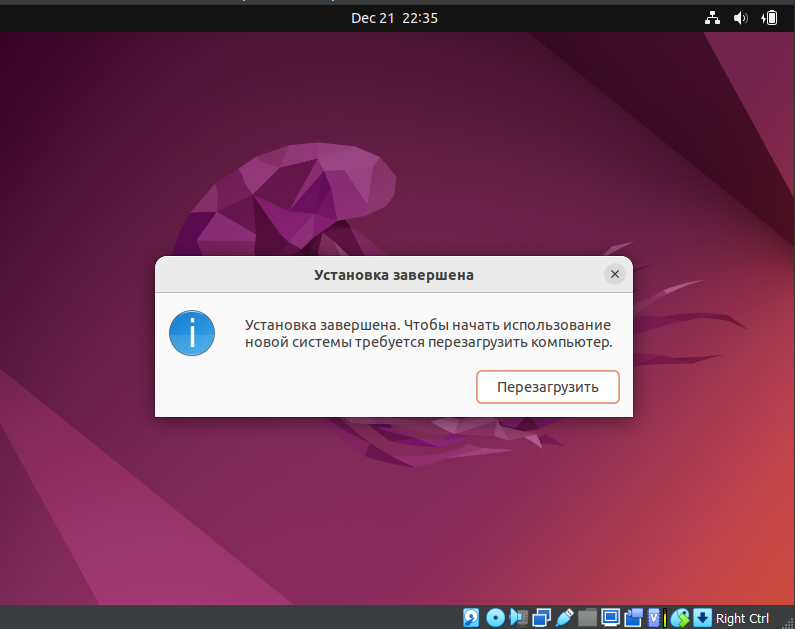 Dec 21 22:35
Установка завершена
Установка завершена. Чтобы начать использование
новой системы требуется перезагрузить компьютер.
Перезагрузить
Right Ctrl